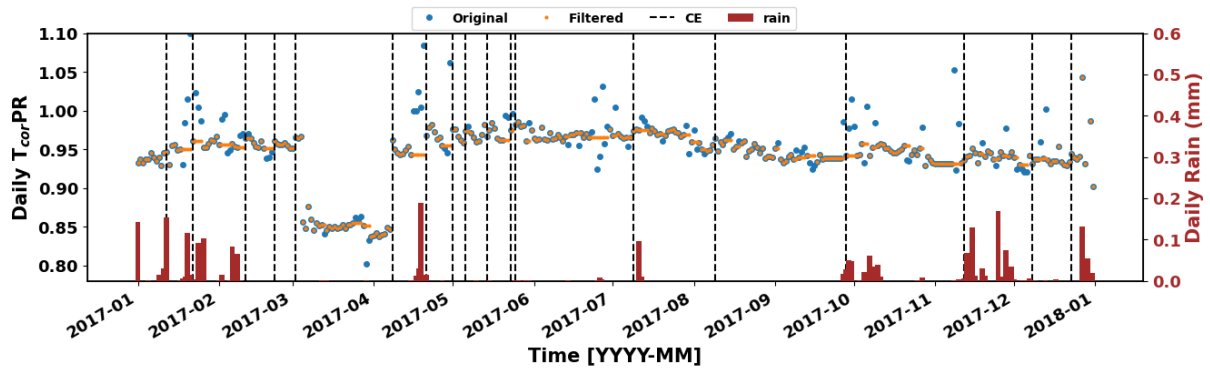 Original Filtered CE rain
Daily T_corPR
1.10
1.05
1.00
0.95
0.90
0.85
0.80
0.6
0.5
0.4
0.3
0.2
0.1
0.0
Daily Rain (mm)
2017-01 2017-02 2017-03 2017-04 2017-05 2017-06 2017-07 2017-08 2017-09 2017-10 2017-11 2017-12 2018-01
Time [YYYY-MM]